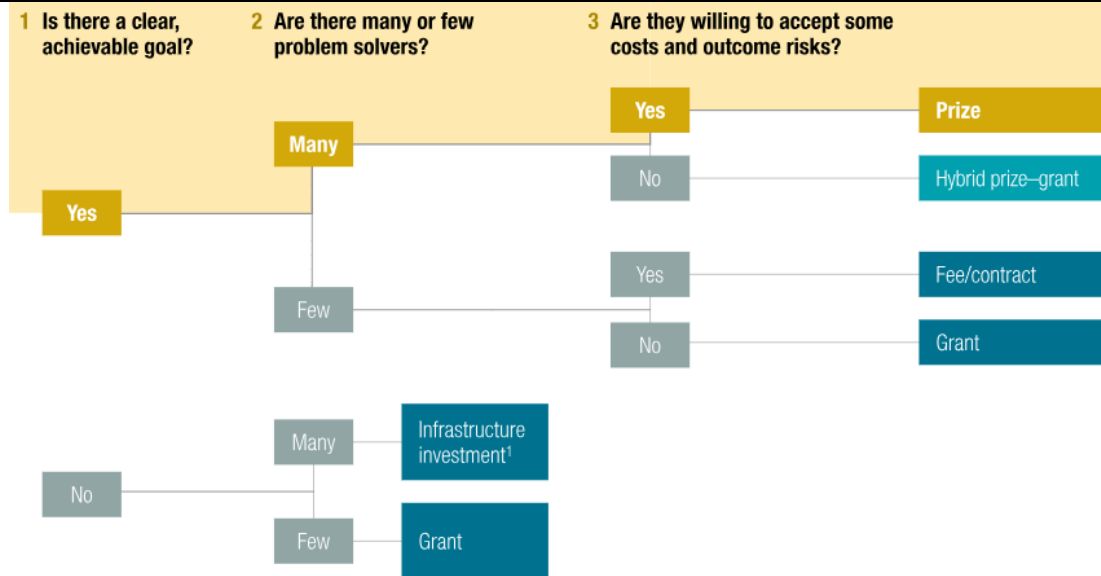 1 Is there a clear,
achievable goal?
2 Are there many or few
problem solvers?
3 Are they willing to accept some
costs and outcome risks?
Yes
Prize
Many
No
Hybrid prize–grant
Yes
Yes
Fee/contract
Few
No
Grant
Many
Infrastructure
investment¹
No
Few
Grant